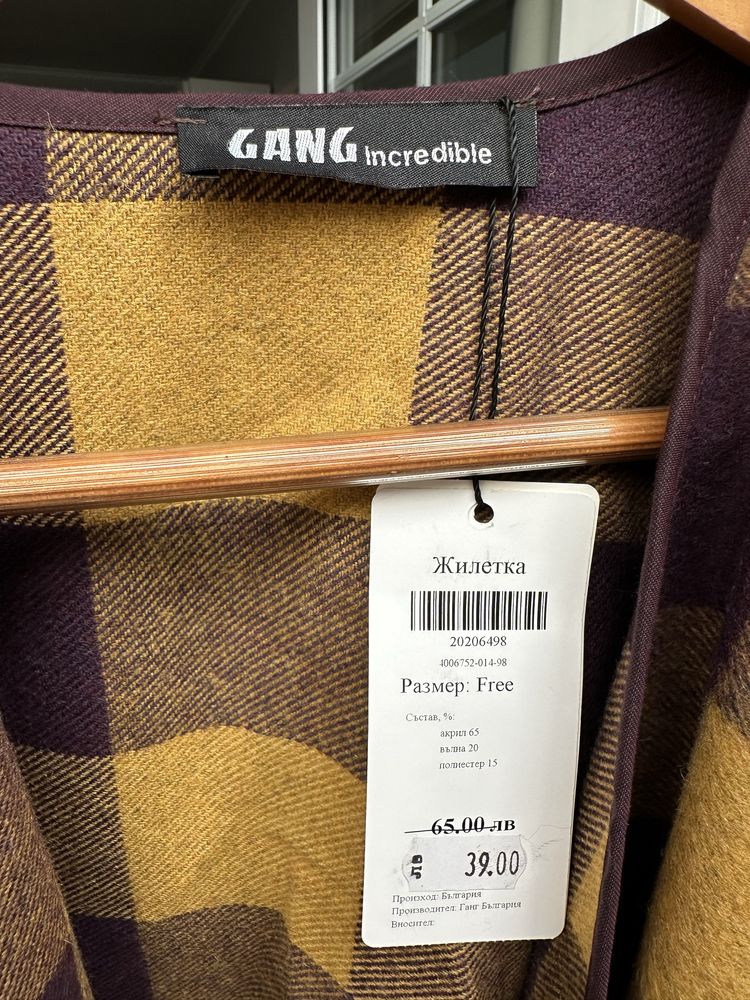 GANG Incredible
Жилетка
20206498
4006752-014-98
Размер: Free
Състав, %:
акрил 65
вълна 20
полиестер 15
65.00 лв
39.00
Произход: България
Производител: Ганг България
Вносител: